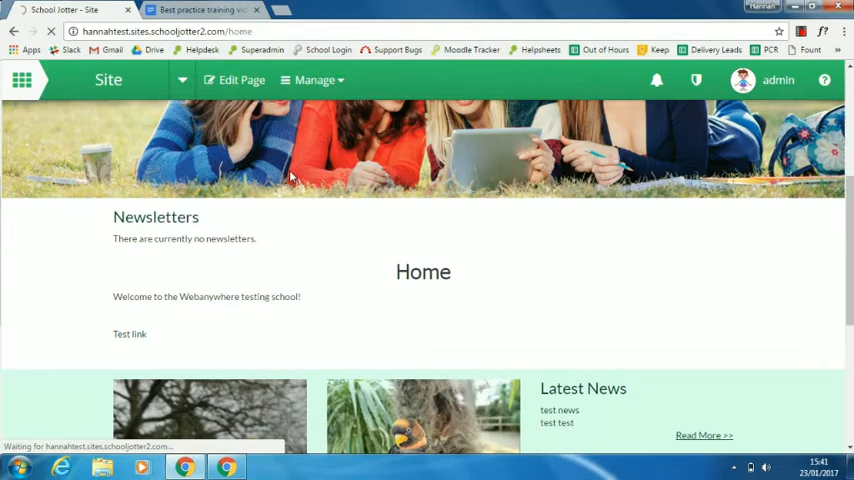 School Jotter - Site
Best practice training vid
Hannah
hannahtest.sites.schooljotter2.com/home
Apps
Slack
Gmail
Drive
Helpdesk
Superadmin
School Login
Support Bugs
Moodle Tracker
Helpsheets
Out of Hours
Keep
Delivery Leads
PCR
Fount
Site
Edit Page
Manage
admin
Newsletters
There are currently no newsletters.
Home
Welcome to the Webanywhere testing school!
Test link
Latest News
test news
test test
Read More >>
Waiting for hannahtest.sites.schooljotter2.com...
15:41
23/01/2017